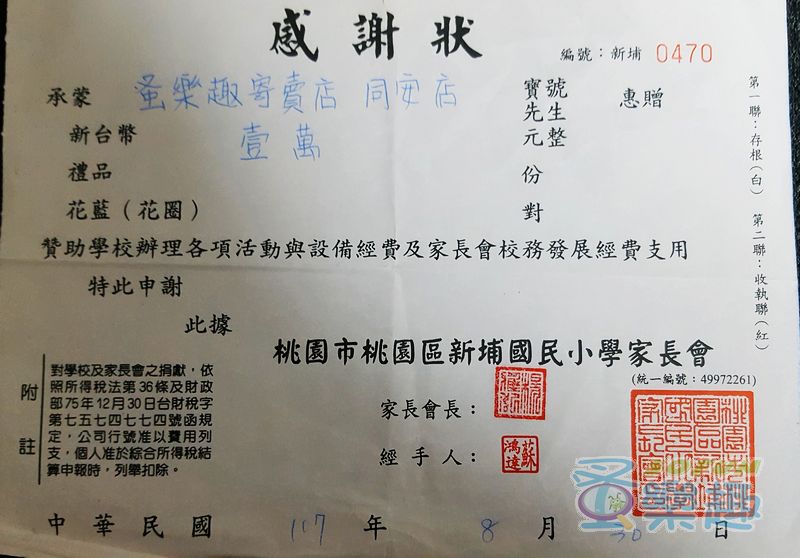 感謝狀
編號：新埔 0470
承蒙 蚤樂趣寄賣店 同安店 寶號 先生 惠贈
新台幣 壹萬 元整
禮品 份
花藍（花圈） 對
贊助學校辦理各項活動與設備經費及家長會校務發展經費支用
特此申謝
此據
桃園市桃園區新埔國民小學家長會
(統一編號：49972261)
家長會長：
經手人： 蘇鴻達
附註
對學校及家長會之捐獻，依
照所得稅法第36條及財政
部75年12月30日台財稅字
第七五七四七七四號函規
定，公司行號准以費用列
支，個人准於綜合所得稅結
算申報時，列舉扣除。
中華民國 117 年 8 月 30 日
第一聯：存根（白） 第二聯：收執聯（紅）
蚤樂趣